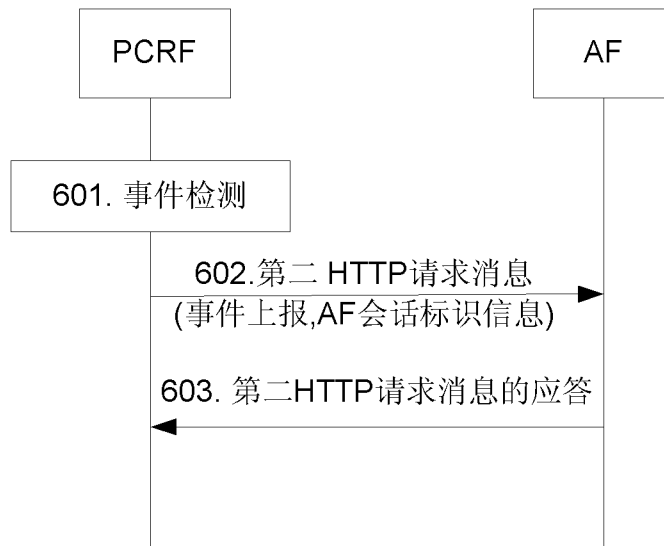 PCRF
AF
601. 事件检测
602.第二 HTTP请求消息
(事件上报,AF会话标识信息)
603. 第二HTTP请求消息的应答